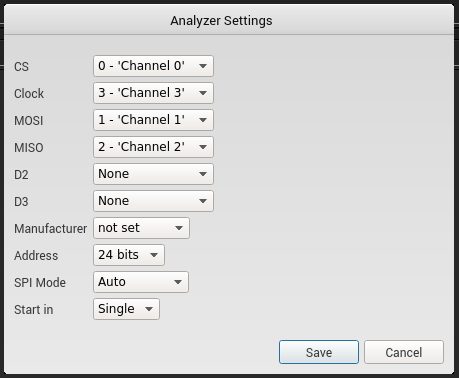 Analyzer Settings
CS 0 - 'Channel 0'
Clock 3 - 'Channel 3'
MOSI 1 - 'Channel 1'
MISO 2 - 'Channel 2'
D2 None
D3 None
Manufacturer not set
Address 24 bits
SPI Mode Auto
Start in Single
Save Cancel